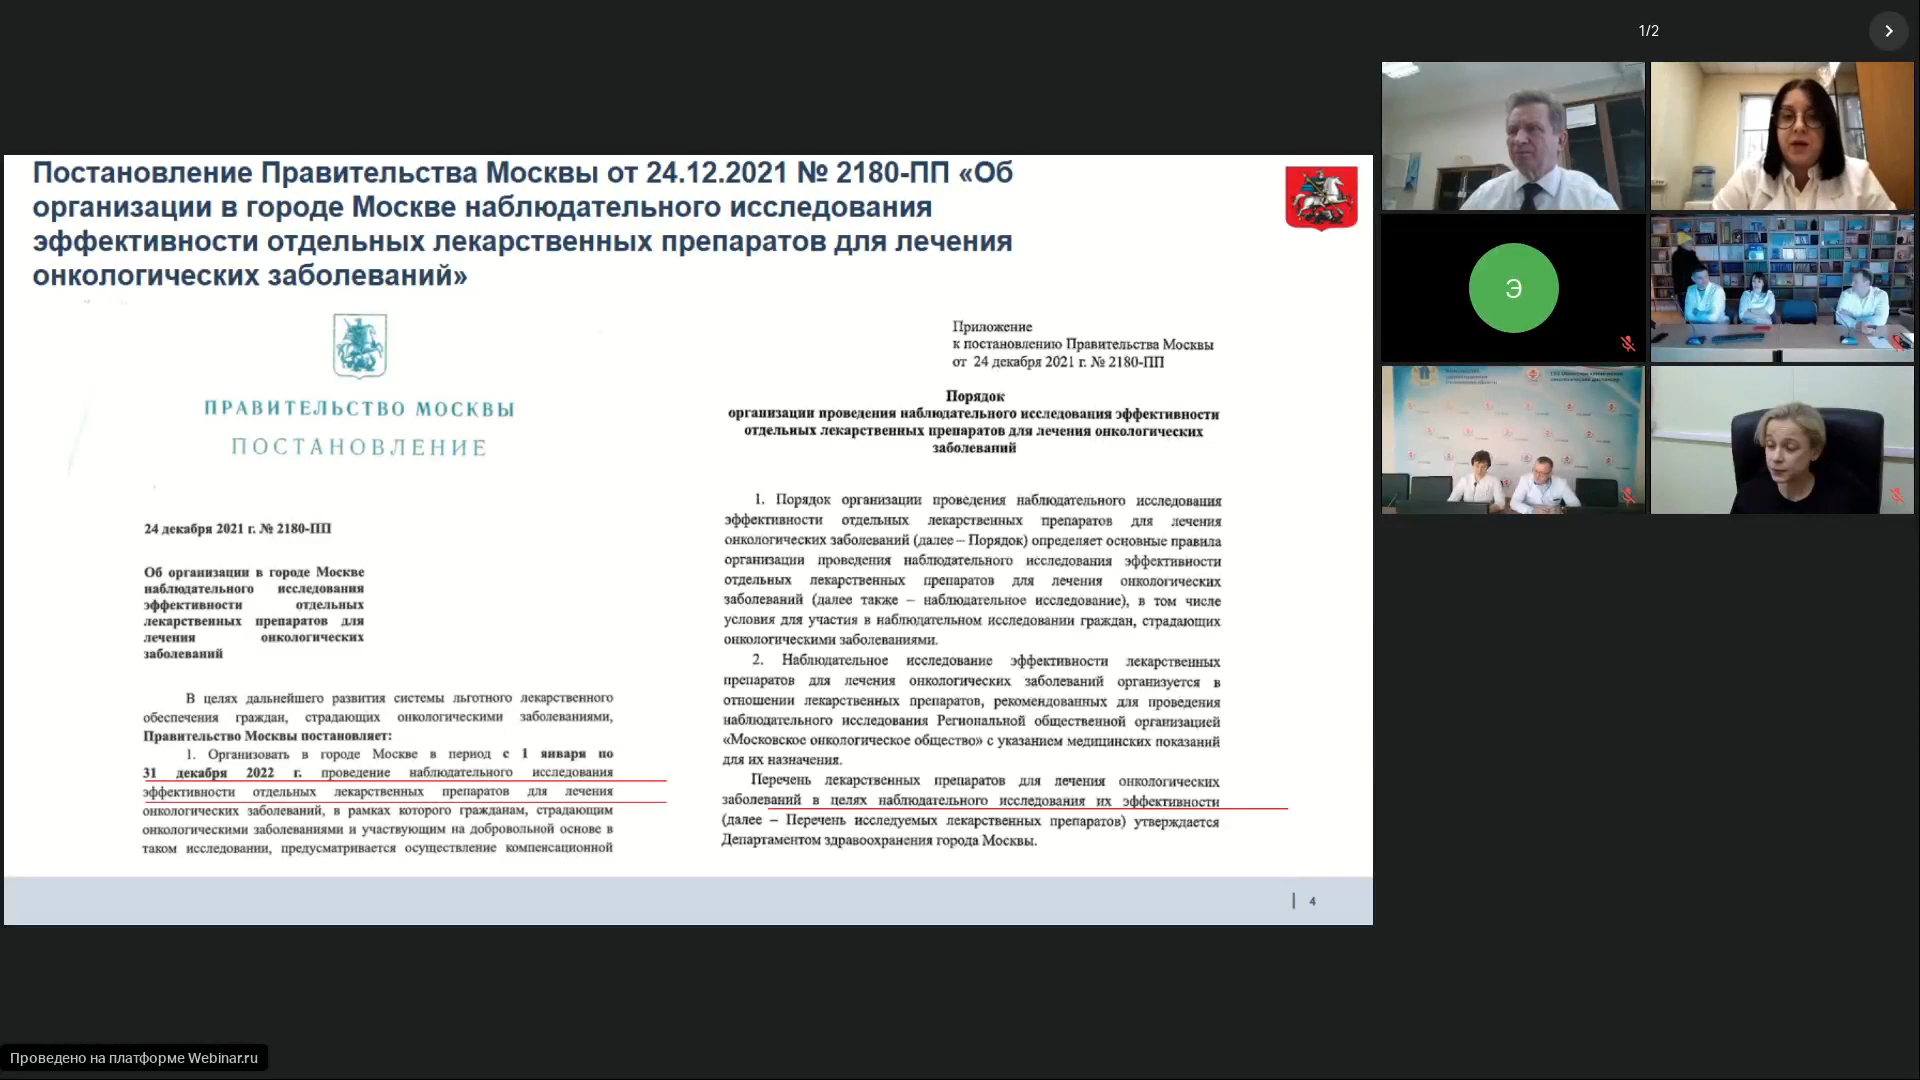 1/2
Постановление Правительства Москвы от 24.12.2021 № 2180-ПП «Об
организации в городе Москве наблюдательного исследования
эффективности отдельных лекарственных препаратов для лечения
онкологических заболеваний»
ПРАВИТЕЛЬСТВО МОСКВЫ
ПОСТАНОВЛЕНИЕ
24 декабря 2021 г. № 2180-ПП
Об организации в городе Москве
наблюдательного исследования
эффективности отдельных
лекарственных препаратов для
лечения онкологических
заболеваний
В целях дальнейшего развития системы льготного лекарственного
обеспечения граждан, страдающих онкологическими заболеваниями,
Правительство Москвы постановляет:
1. Организовать в городе Москве в период с 1 января по
31 декабря 2022 г. проведение наблюдательного исследования
эффективности отдельных лекарственных препаратов для лечения
онкологических заболеваний, в рамках которого гражданам, страдающим
онкологическими заболеваниями и участвующим на добровольной основе в
таком исследовании, предусматривается осуществление компенсационной
Приложение
к постановлению Правительства Москвы
от 24 декабря 2021 г. № 2180-ПП
Порядок
организации проведения наблюдательного исследования эффективности
отдельных лекарственных препаратов для лечения онкологических
заболеваний
1. Порядок организации проведения наблюдательного исследования
эффективности отдельных лекарственных препаратов для лечения
онкологических заболеваний (далее – Порядок) определяет основные правила
организации проведения наблюдательного исследования эффективности
отдельных лекарственных препаратов для лечения онкологических
заболеваний (далее также – наблюдательное исследование), в том числе
условия для участия в наблюдательном исследовании граждан, страдающих
онкологическими заболеваниями.
2. Наблюдательное исследование эффективности лекарственных
препаратов для лечения онкологических заболеваний организуется в
отношении лекарственных препаратов, рекомендованных для проведения
наблюдательного исследования Региональной общественной организацией
«Московское онкологическое общество» с указанием медицинских показаний
для их назначения.
Перечень лекарственных препаратов для лечения онкологических
заболеваний в целях наблюдательного исследования их эффективности
(далее – Перечень исследуемых лекарственных препаратов) утверждается
Департаментом здравоохранения города Москвы.
4
Э
Проведено на платформе Webinar.ru